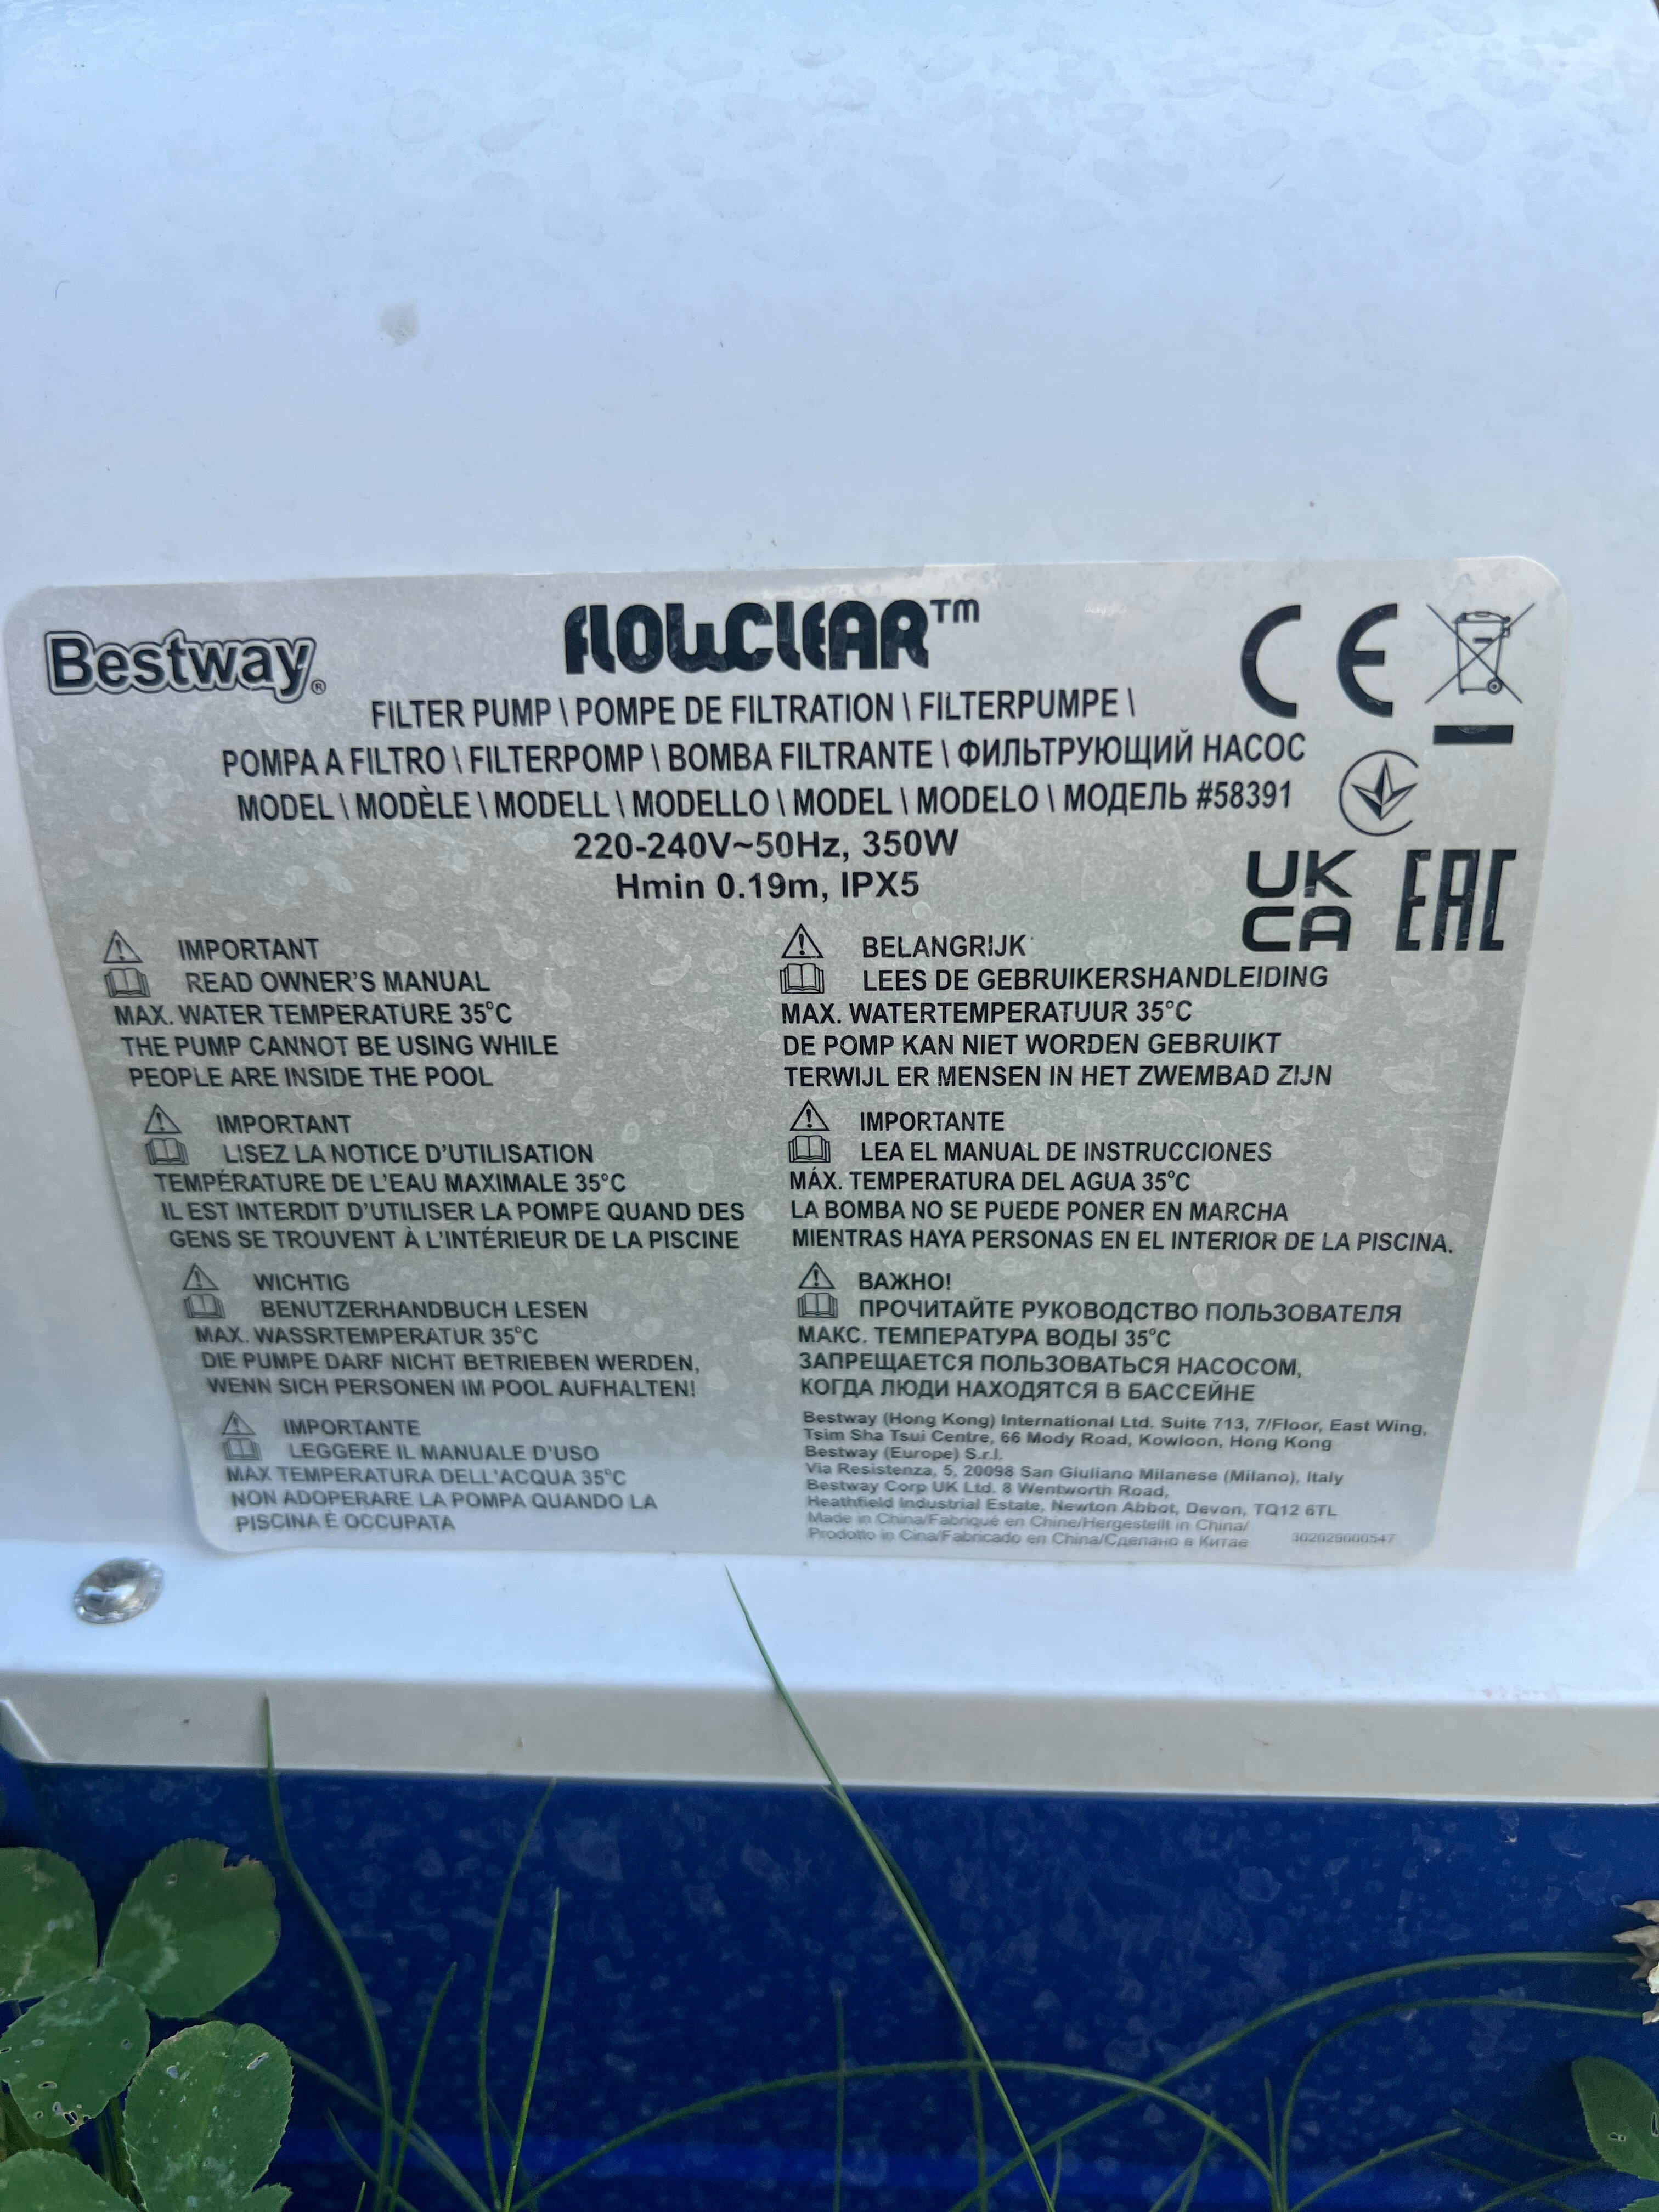 Bestway®
FLOWCLEAR™
FILTER PUMP \ POMPE DE FILTRATION \ FILTERPUMPE \
POMPA A FILTRO \ FILTERPOMP \ BOMBA FILTRANTE \ ФИЛЬТРУЮЩИЙ НАСОС
MODEL \ MODÈLE \ MODELL \ MODELLO \ MODEL \ MODELO \ МОДЕЛЬ #58391
220-240V~50Hz, 350W
Hmin 0.19m, IPX5
CE
UK
CA
EAC
IMPORTANT
READ OWNER'S MANUAL
MAX. WATER TEMPERATURE 35°C
THE PUMP CANNOT BE USING WHILE
PEOPLE ARE INSIDE THE POOL
IMPORTANT
LISEZ LA NOTICE D'UTILISATION
TEMPÉRATURE DE L'EAU MAXIMALE 35°C
IL EST INTERDIT D'UTILISER LA POMPE QUAND DES
GENS SE TROUVENT À L'INTÉRIEUR DE LA PISCINE
WICHTIG
BENUTZERHANDBUCH LESEN
MAX. WASSRTEMPERATUR 35°C
DIE PUMPE DARF NICHT BETRIEBEN WERDEN,
WENN SICH PERSONEN IM POOL AUFHALTEN!
IMPORTANTE
LEGGERE IL MANUALE D'USO
MAX TEMPERATURA DELL'ACQUA 35°C
NON ADOPERARE LA POMPA QUANDO LA
PISCINA È OCCUPATA
BELANGRIJK
LEES DE GEBRUIKERSHANDLEIDING
MAX. WATERTEMPERATUUR 35°C
DE POMP KAN NIET WORDEN GEBRUIKT
TERWIJL ER MENSEN IN HET ZWEMBAD ZIJN
IMPORTANTE
LEA EL MANUAL DE INSTRUCCIONES
MÁX. TEMPERATURA DEL AGUA 35°C
LA BOMBA NO SE PUEDE PONER EN MARCHA
MIENTRAS HAYA PERSONAS EN EL INTERIOR DE LA PISCINA.
ВАЖНО!
ПРОЧИТАЙТЕ РУКОВОДСТВО ПОЛЬЗОВАТЕЛЯ
МАКС. ТЕМПЕРАТУРА ВОДЫ 35°C
ЗАПРЕЩАЕТСЯ ПОЛЬЗОВАТЬСЯ НАСОСОМ,
КОГДА ЛЮДИ НАХОДЯТСЯ В БАССЕЙНЕ
Bestway (Hong Kong) International Ltd. Suite 713, 7/Floor, East Wing,
Tsim Sha Tsui Centre, 66 Mody Road, Kowloon, Hong Kong
Bestway (Europe) S.r.l.
Via Resistenza, 5, 20098 San Giuliano Milanese (Milano), Italy
Bestway Corp UK Ltd. 8 Wentworth Road,
Heathfield Industrial Estate, Newton Abbot, Devon, TQ12 6TL
Made in China/Fabriqué en Chine/Hergestellt in China/
Prodotto in Cina/Fabricado en China/Сделано в Китае
302029000547